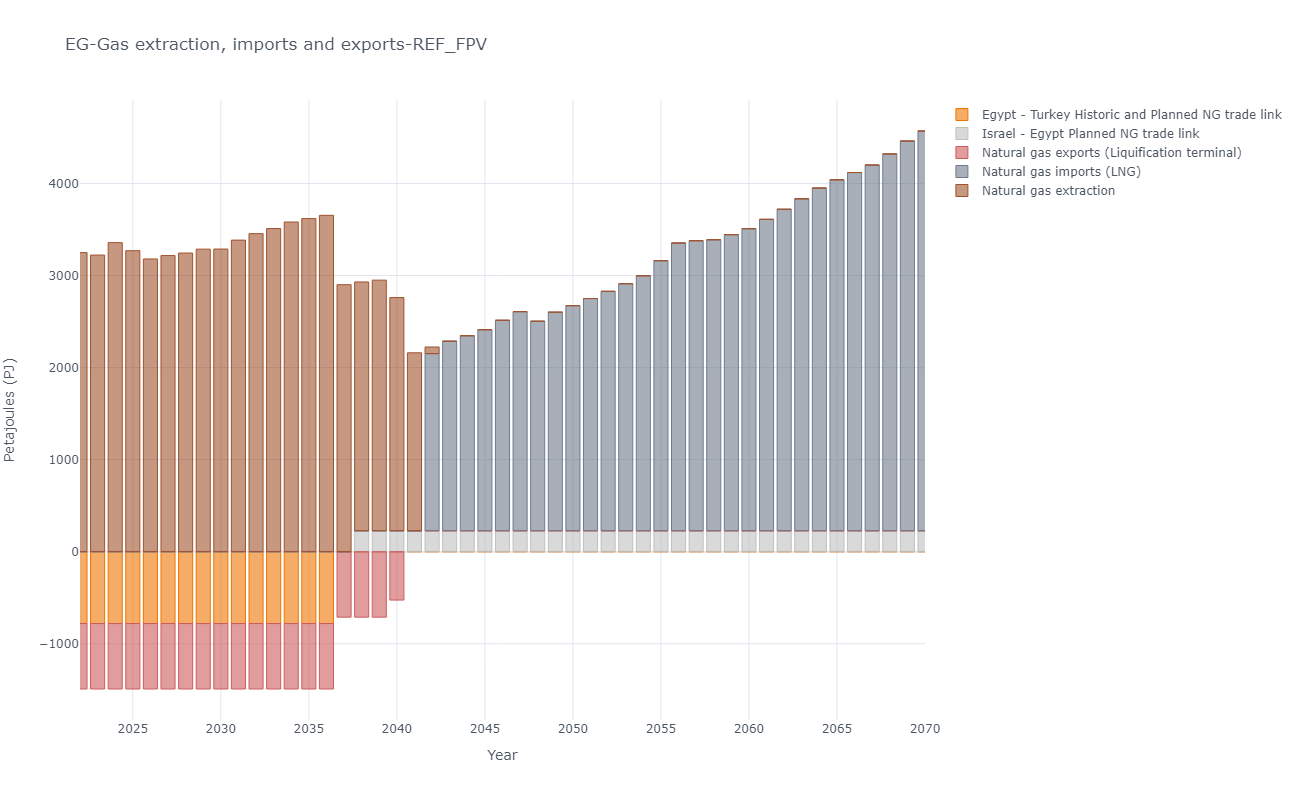 EG-Gas extraction, imports and exports-REF_FPV
Egypt - Turkey Historic and Planned NG trade link
Israel - Egypt Planned NG trade link
Natural gas exports (Liquification terminal)
Natural gas imports (LNG)
Natural gas extraction
4000
3000
2000
1000
0
−1000
Petajoules (PJ)
2025 2030 2035 2040 2045 2050 2055 2060 2065 2070
Year